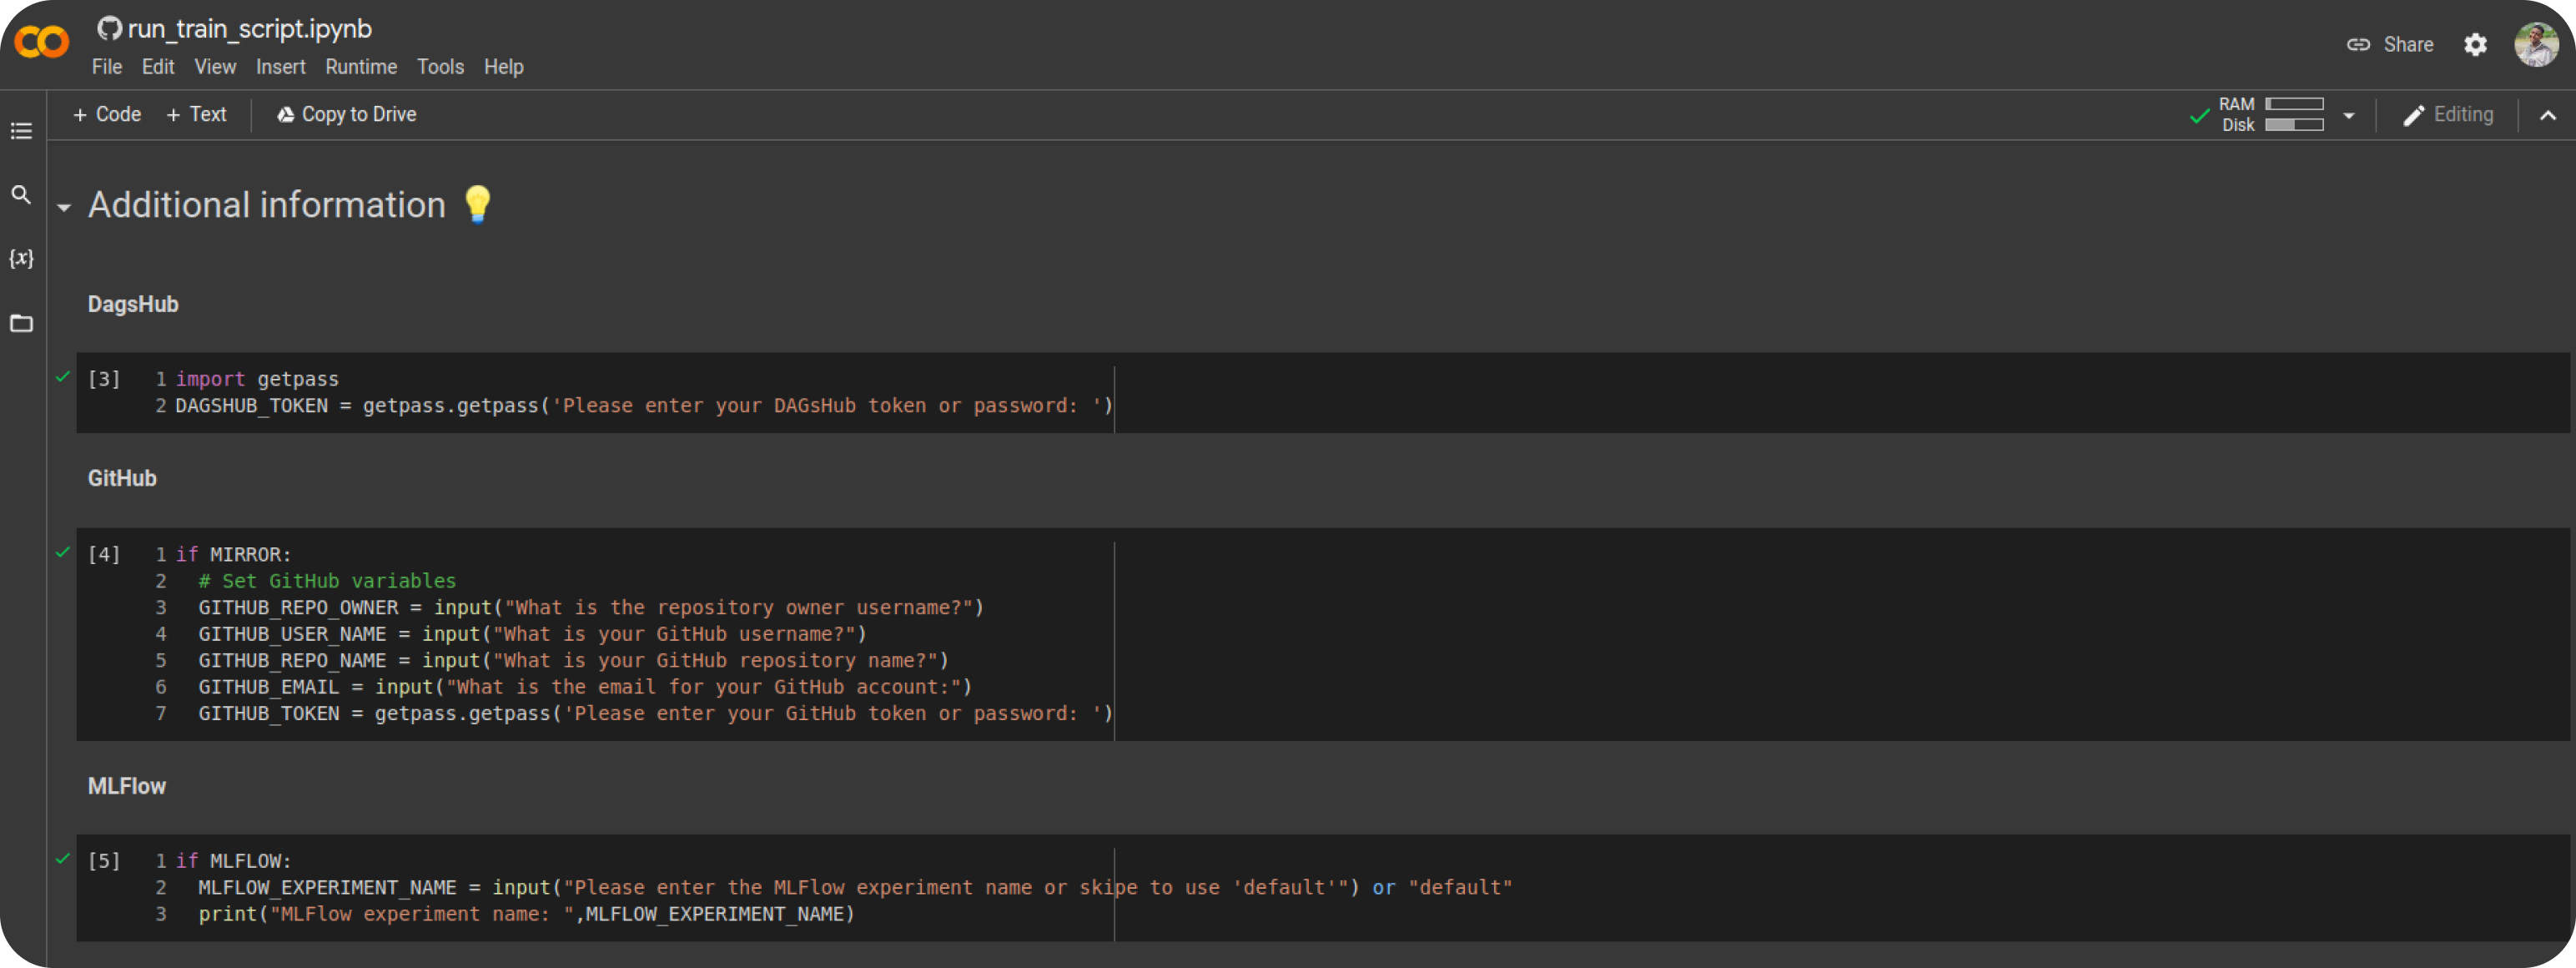 run_train_script.ipynb
File Edit View Insert Runtime Tools Help
Share
+ Code + Text Copy to Drive
RAM
Disk
Editing
{x}
Additional information 💡
DagsHub
[3] 1 import getpass
2 DAGSHUB_TOKEN = getpass.getpass('Please enter your DAGsHub token or password: ')
GitHub
[4] 1 if MIRROR:
2 # Set GitHub variables
3 GITHUB_REPO_OWNER = input("What is the repository owner username?")
4 GITHUB_USER_NAME = input("What is your GitHub username?")
5 GITHUB_REPO_NAME = input("What is your GitHub repository name?")
6 GITHUB_EMAIL = input("What is the email for your GitHub account:")
7 GITHUB_TOKEN = getpass.getpass('Please enter your GitHub token or password: ')
MLFlow
[5] 1 if MLFLOW:
2 MLFLOW_EXPERIMENT_NAME = input("Please enter the MLFlow experiment name or skipe to use 'default'") or "default"
3 print("MLFlow experiment name: ",MLFLOW_EXPERIMENT_NAME)